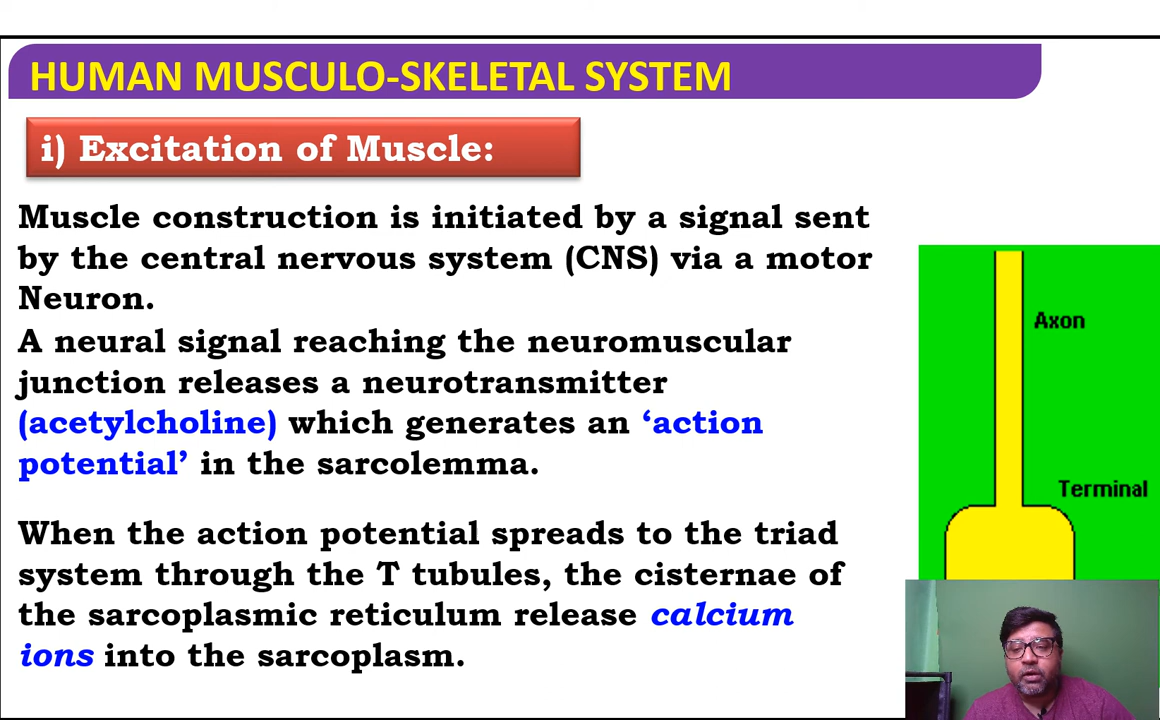 HUMAN MUSCULO-SKELETAL SYSTEM
i) Excitation of Muscle:
Muscle construction is initiated by a signal sent
by the central nervous system (CNS) via a motor
Neuron.
A neural signal reaching the neuromuscular
junction releases a neurotransmitter
(acetylcholine) which generates an ‘action
potential’ in the sarcolemma.
When the action potential spreads to the triad
system through the T tubules, the cisternae of
the sarcoplasmic reticulum release calcium
ions into the sarcoplasm.
Axon
Terminal